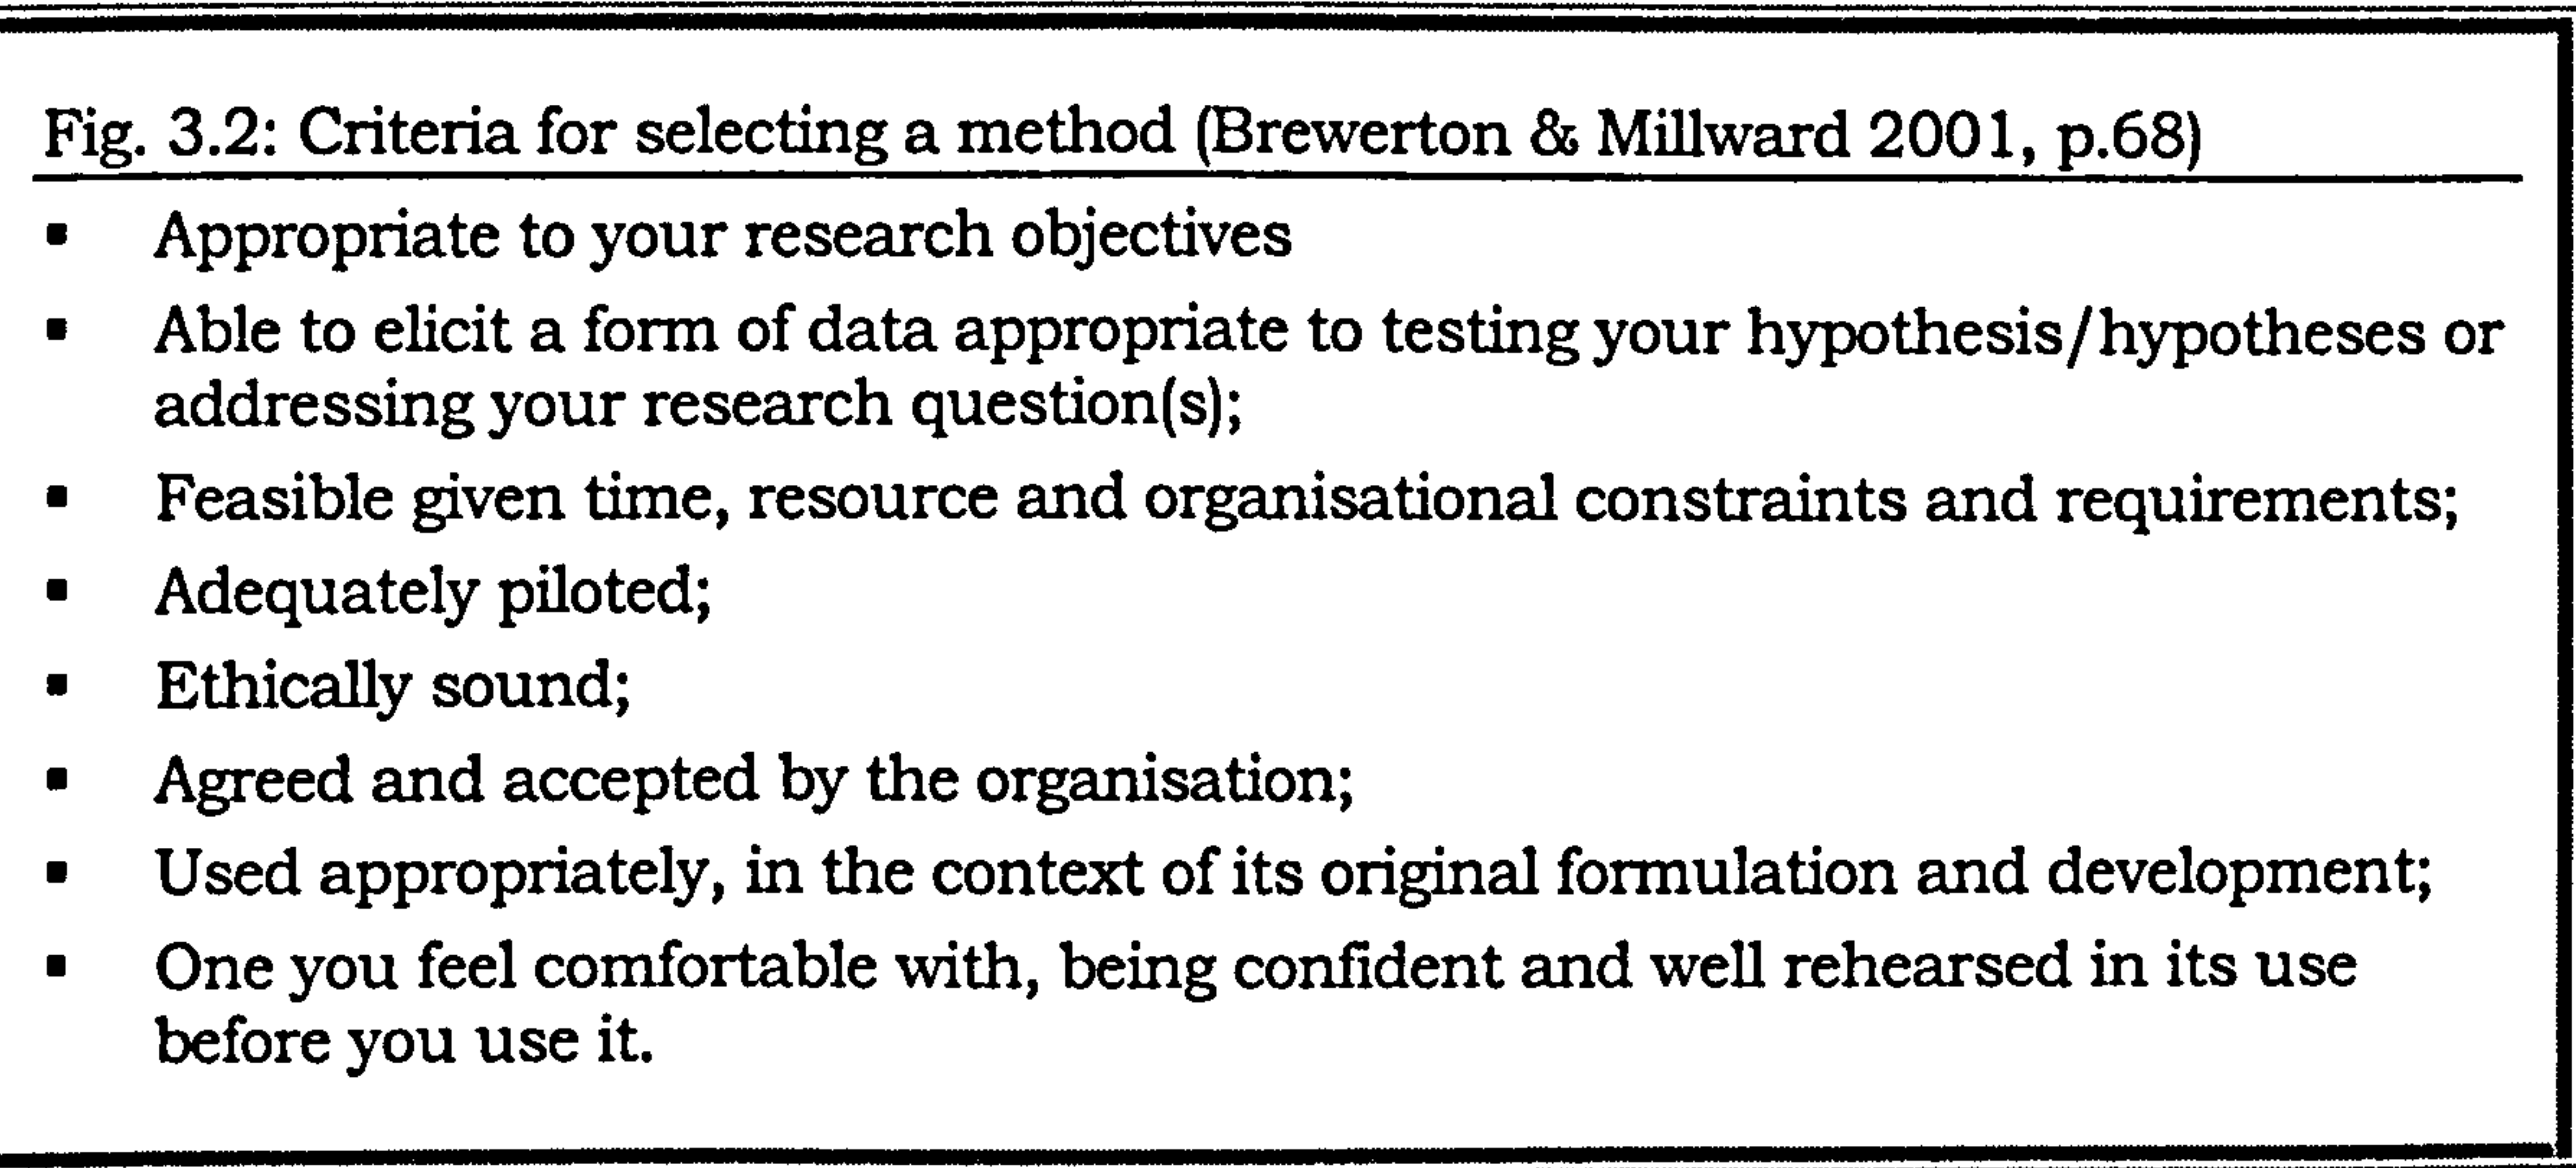 Fig. 3.2: Criteria for selecting a method (Brewerton & Millward 2001, p.68)
▪ Appropriate to your research objectives
▪ Able to elicit a form of data appropriate to testing your hypothesis/hypotheses or
addressing your research question(s);
▪ Feasible given time, resource and organisational constraints and requirements;
▪ Adequately piloted;
▪ Ethically sound;
▪ Agreed and accepted by the organisation;
▪ Used appropriately, in the context of its original formulation and development;
▪ One you feel comfortable with, being confident and well rehearsed in its use
before you use it.